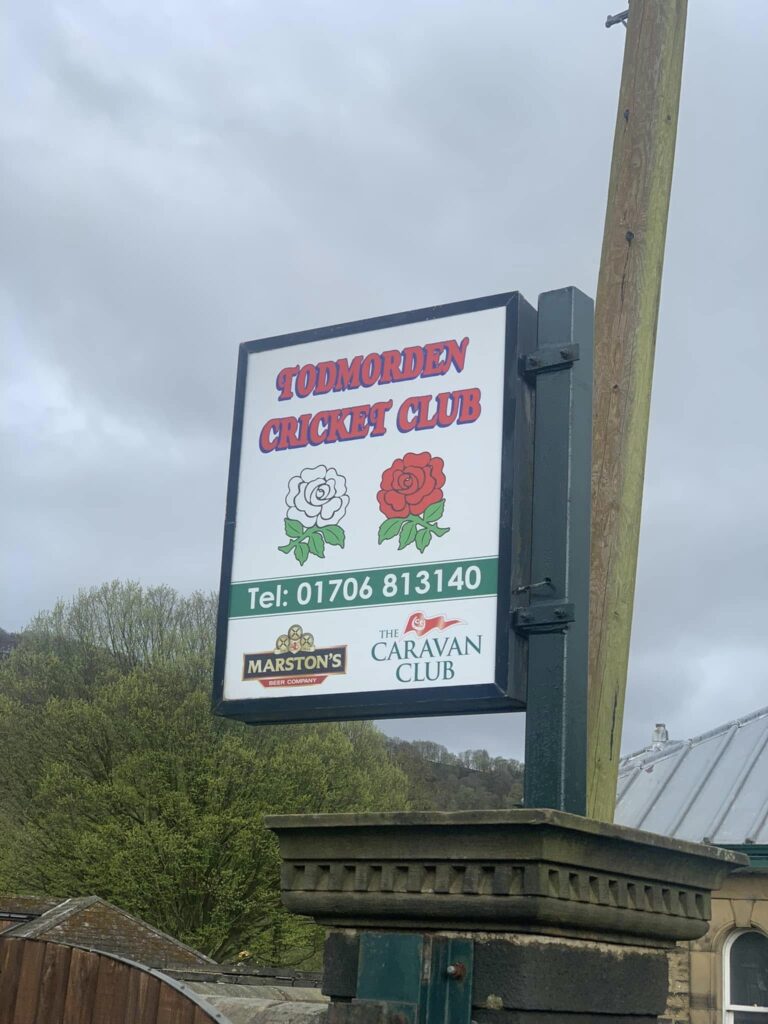 TODMORDEN
CRICKET CLUB
Tel: 01706 813140
MARSTON'S
BEER COMPANY
THE
CARAVAN
CLUB